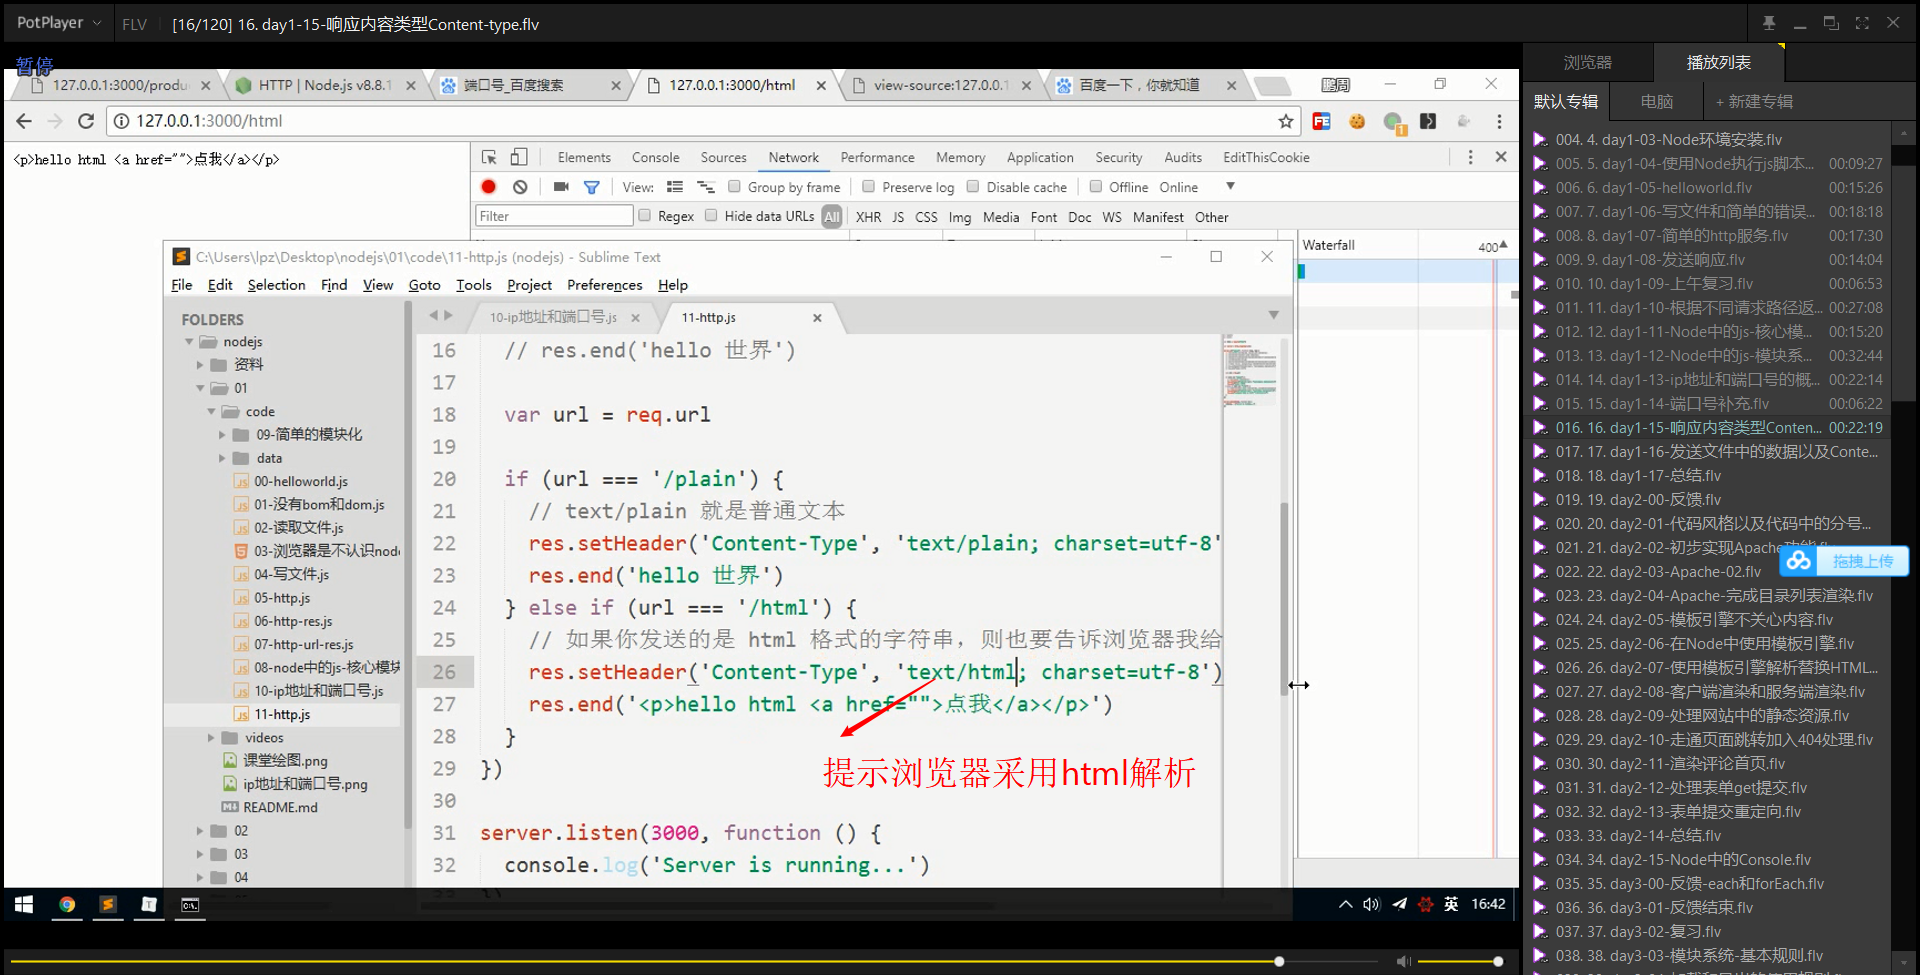 PotPlayer FLV [16/120] 16. day1-15-响应内容类型Content-type.flv
暂停
127.0.0.1:3000/produ
HTTP | Node.js v8.8.1
端口号_百度搜索
127.0.0.1:3000/html
view-source:127.0.0.1
百度一下，你就知道
127.0.0.1:3000/html
<p>hello html <a href="">点我</a></p>
Elements Console Sources Network Performance Memory Application Security Audits EditThisCookie
View: Group by frame Preserve log Disable cache Offline Online
Filter Regex Hide data URLs All XHR JS CSS Img Media Font Doc WS Manifest Other
Waterfall 400
C:\Users\lpz\Desktop\nodejs\01\code\11-http.js (nodejs) - Sublime Text
File Edit Selection Find View Goto Tools Project Preferences Help
FOLDERS
nodejs
资料
01
code
09-简单的模块化
data
00-helloworld.js
01-没有bom和dom.js
02-读取文件.js
03-浏览器是不认识node
04-写文件.js
05-http.js
06-http-res.js
07-http-url-res.js
08-node中的js-核心模块
10-ip地址和端口号.js
11-http.js
videos
课堂绘图.png
ip地址和端口号.png
README.md
02
03
04
10-ip地址和端口号.js 11-http.js
16 // res.end('hello 世界')
17
18 var url = req.url
19
20 if (url === '/plain') {
21 // text/plain 就是普通文本
22 res.setHeader('Content-Type', 'text/plain; charset=utf-8'
23 res.end('hello 世界')
24 } else if (url === '/html') {
25 // 如果你发送的是 html 格式的字符串，则也要告诉浏览器我给
26 res.setHeader('Content-Type', 'text/html; charset=utf-8')
27 res.end('<p>hello html <a href="">点我</a></p>')
28 }
29 })
30
31 server.listen(3000, function () {
32 console.log('Server is running...')
提示浏览器采用html解析
英 16:42
浏览器 播放列表
默认专辑 电脑 + 新建专辑
004. 4. day1-03-Node环境安装.flv
005. 5. day1-04-使用Node执行js脚本... 00:09:27
006. 6. day1-05-helloworld.flv 00:15:26
007. 7. day1-06-写文件和简单的错误... 00:18:18
008. 8. day1-07-简单的http服务.flv 00:17:30
009. 9. day1-08-发送响应.flv 00:14:04
010. 10. day1-09-上午复习.flv 00:06:53
011. 11. day1-10-根据不同请求路径返... 00:27:08
012. 12. day1-11-Node中的js-核心模... 00:15:20
013. 13. day1-12-Node中的js-模块系... 00:32:44
014. 14. day1-13-ip地址和端口号的概... 00:22:14
015. 15. day1-14-端口号补充.flv 00:06:22
016. 16. day1-15-响应内容类型Conten... 00:22:19
017. 17. day1-16-发送文件中的数据以及Conte...
018. 18. day1-17-总结.flv
019. 19. day2-00-反馈.flv
020. 20. day2-01-代码风格以及代码中的分号...
021. 21. day2-02-初步实现Apache功能.flv
022. 22. day2-03-Apache-02.flv
拖拽上传
023. 23. day2-04-Apache-完成目录列表渲染.flv
024. 24. day2-05-模板引擎不关心内容.flv
025. 25. day2-06-在Node中使用模板引擎.flv
026. 26. day2-07-使用模板引擎解析替换HTML...
027. 27. day2-08-客户端渲染和服务端渲染.flv
028. 28. day2-09-处理网站中的静态资源.flv
029. 29. day2-10-走通页面跳转加入404处理.flv
030. 30. day2-11-渲染评论首页.flv
031. 31. day2-12-处理表单get提交.flv
032. 32. day2-13-表单提交重定向.flv
033. 33. day2-14-总结.flv
034. 34. day2-15-Node中的Console.flv
035. 35. day3-00-反馈-each和forEach.flv
036. 36. day3-01-反馈结束.flv
037. 37. day3-02-复习.flv
038. 38. day3-03-模块系统-基本规则.flv